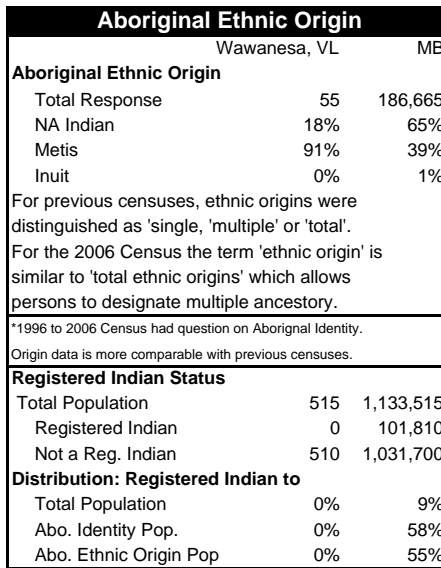 Aboriginal Ethnic Origin
Wawanesa, VL MB
Aboriginal Ethnic Origin
Total Response 55 186,665
NA Indian 18% 65%
Metis 91% 39%
Inuit 0% 1%
For previous censuses, ethnic origins were
distinguished as 'single, 'multiple' or 'total'.
For the 2006 Census the term 'ethnic origin' is
similar to 'total ethnic origins' which allows
persons to designate multiple ancestory.
*1996 to 2006 Census had question on Aborignal Identity.
Origin data is more comparable with previous censuses.
Registered Indian Status
Total Population 515 1,133,515
Registered Indian 0 101,810
Not a Reg. Indian 510 1,031,700
Distribution: Registered Indian to
Total Population 0% 9%
Abo. Identity Pop. 0% 58%
Abo. Ethnic Origin Pop 0% 55%